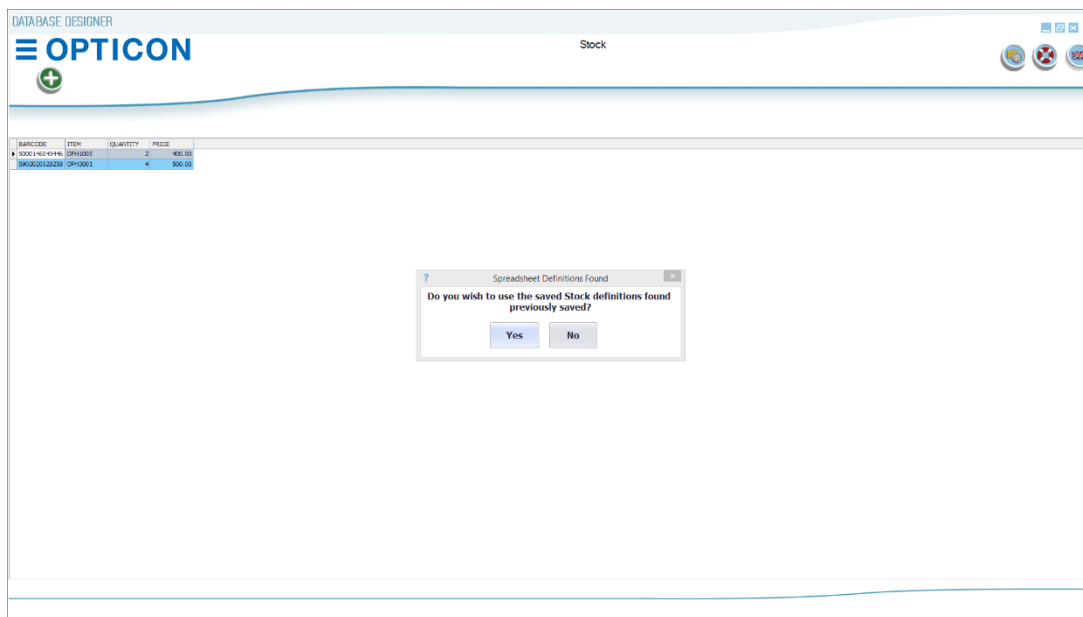 DATABASE DESIGNER
OPTICON
Stock
BARCODE ITEM QUANTITY PRICE
OPH1005 2 400.00
5902020528258 OPH3001 4 500.00
? Spreadsheet Definitions Found
Do you wish to use the saved Stock definitions found
previously saved?
Yes No